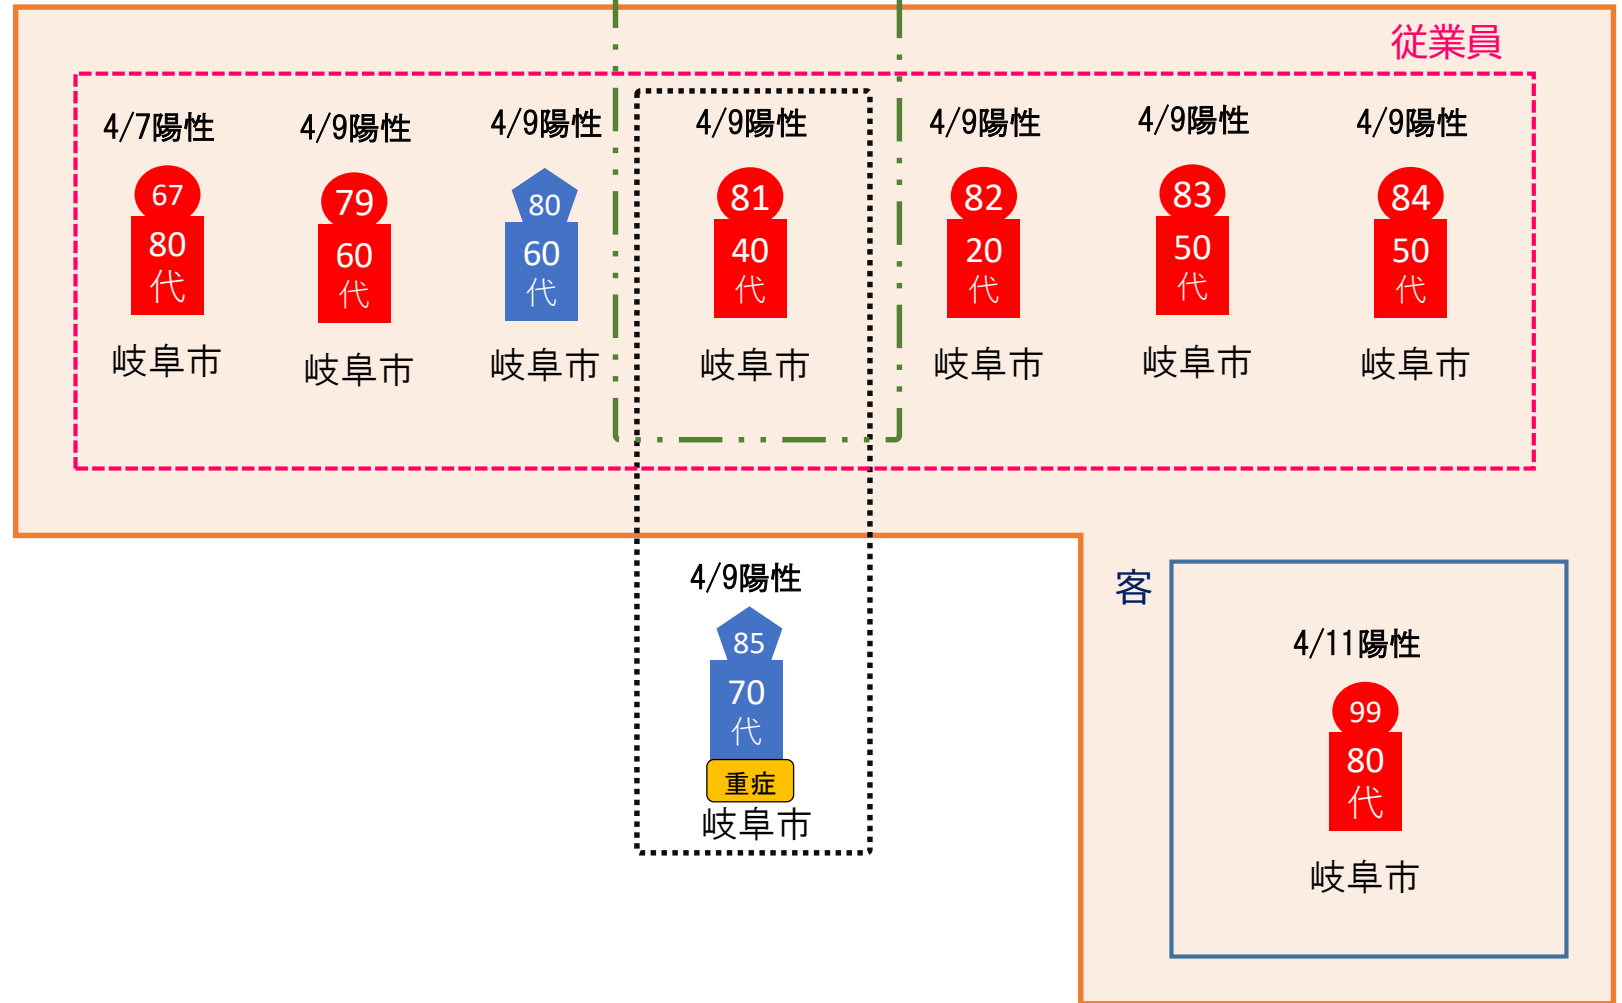 従業員
4/7陽性
67
80
代
岐阜市
4/9陽性
79
60
代
岐阜市
4/9陽性
80
60
代
岐阜市
4/9陽性
81
40
代
岐阜市
4/9陽性
82
20
代
岐阜市
4/9陽性
83
50
代
岐阜市
4/9陽性
84
50
代
岐阜市
4/9陽性
85
70
代
重症
岐阜市
客
4/11陽性
99
80
代
岐阜市